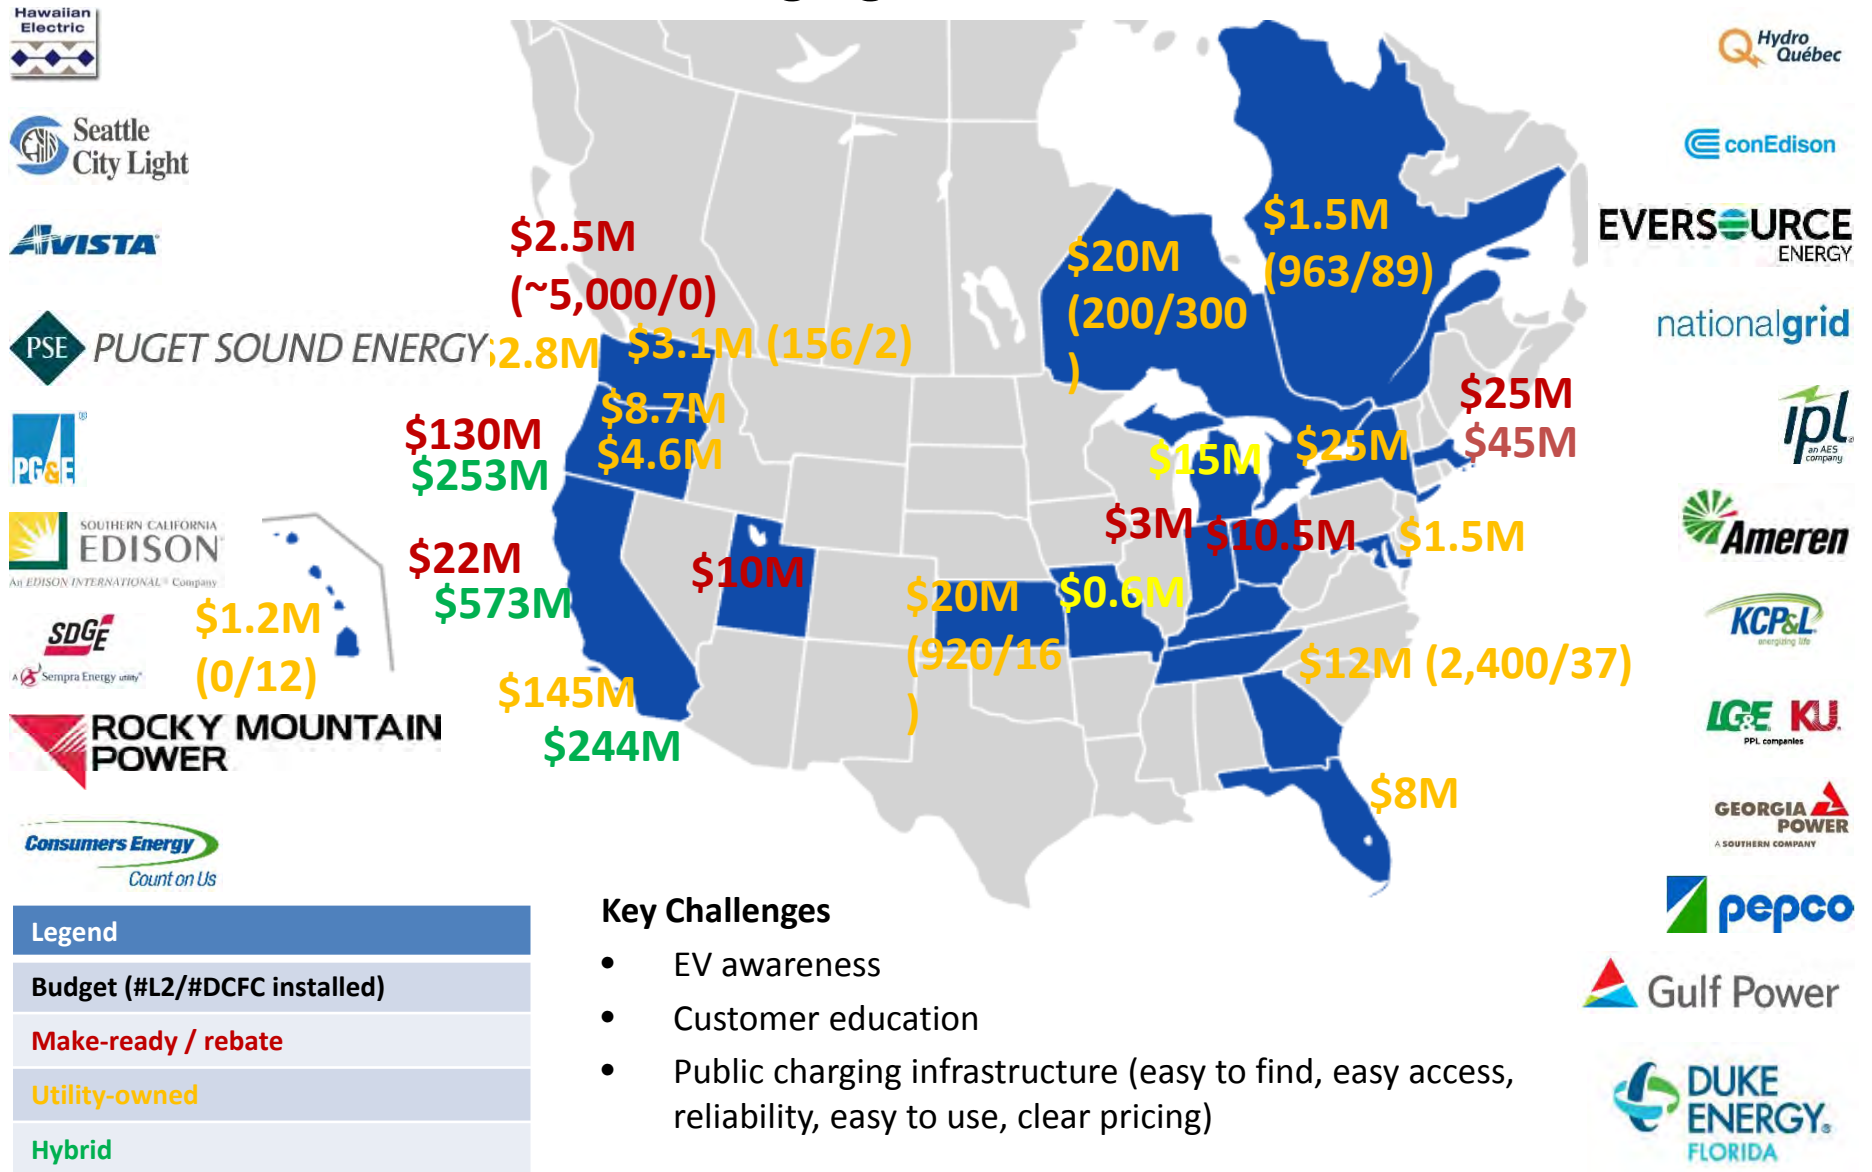 Hawaiian
Electric
Seattle
City Light
AVISTA
PSE PUGET SOUND ENERGY
PG&E
SOUTHERN CALIFORNIA
EDISON
An EDISON INTERNATIONAL® Company
SDGE
A Sempra Energy utility®
ROCKY MOUNTAIN
POWER
Consumers Energy
Count on Us
$2.5M
(~5,000/0)
$2.8M
$3.1M (156/2)
$8.7M
$4.6M
$130M
$253M
$22M
$573M
$1.2M
(0/12)
$145M
$244M
$10M
$20M
(920/16
)
$0.6M
$3M
$10.5M
$15M
$20M
(200/300
)
$1.5M
(963/89)
$25M
$25M
$45M
$1.5M
$12M (2,400/37)
$8M
Hydro
Québec
conEdison
EVERSOURCE
ENERGY
nationalgrid
ipl
an AES
company
Ameren
KCP&L
energizing life
LG&E KU
PPL companies
GEORGIA
POWER
A SOUTHERN COMPANY
pepco
Gulf Power
DUKE
ENERGY®
FLORIDA
Legend
Budget (#L2/#DCFC installed)
Make-ready / rebate
Utility-owned
Hybrid
Key Challenges
• EV awareness
• Customer education
• Public charging infrastructure (easy to find, easy access,
reliability, easy to use, clear pricing)